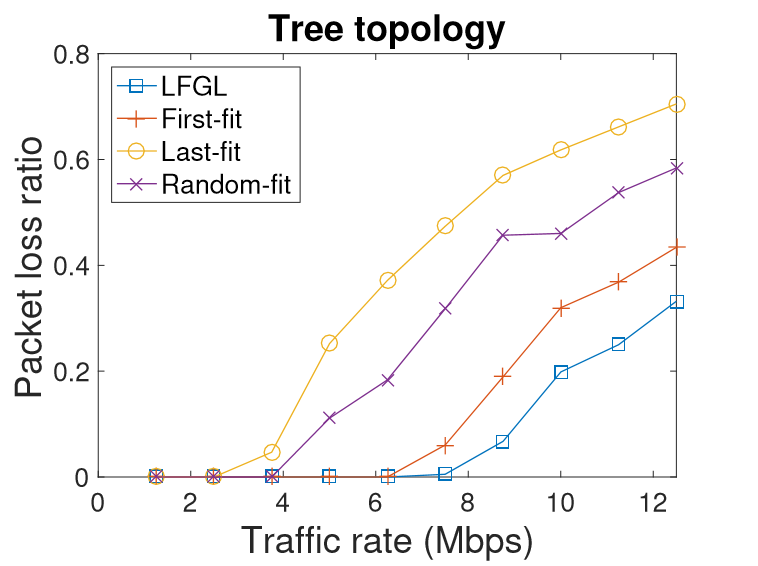 Tree topology
0.8
0.6
0.4
0.2
0
Packet loss ratio
LFGL
First-fit
Last-fit
Random-fit
0 2 4 6 8 10 12
Traffic rate (Mbps)